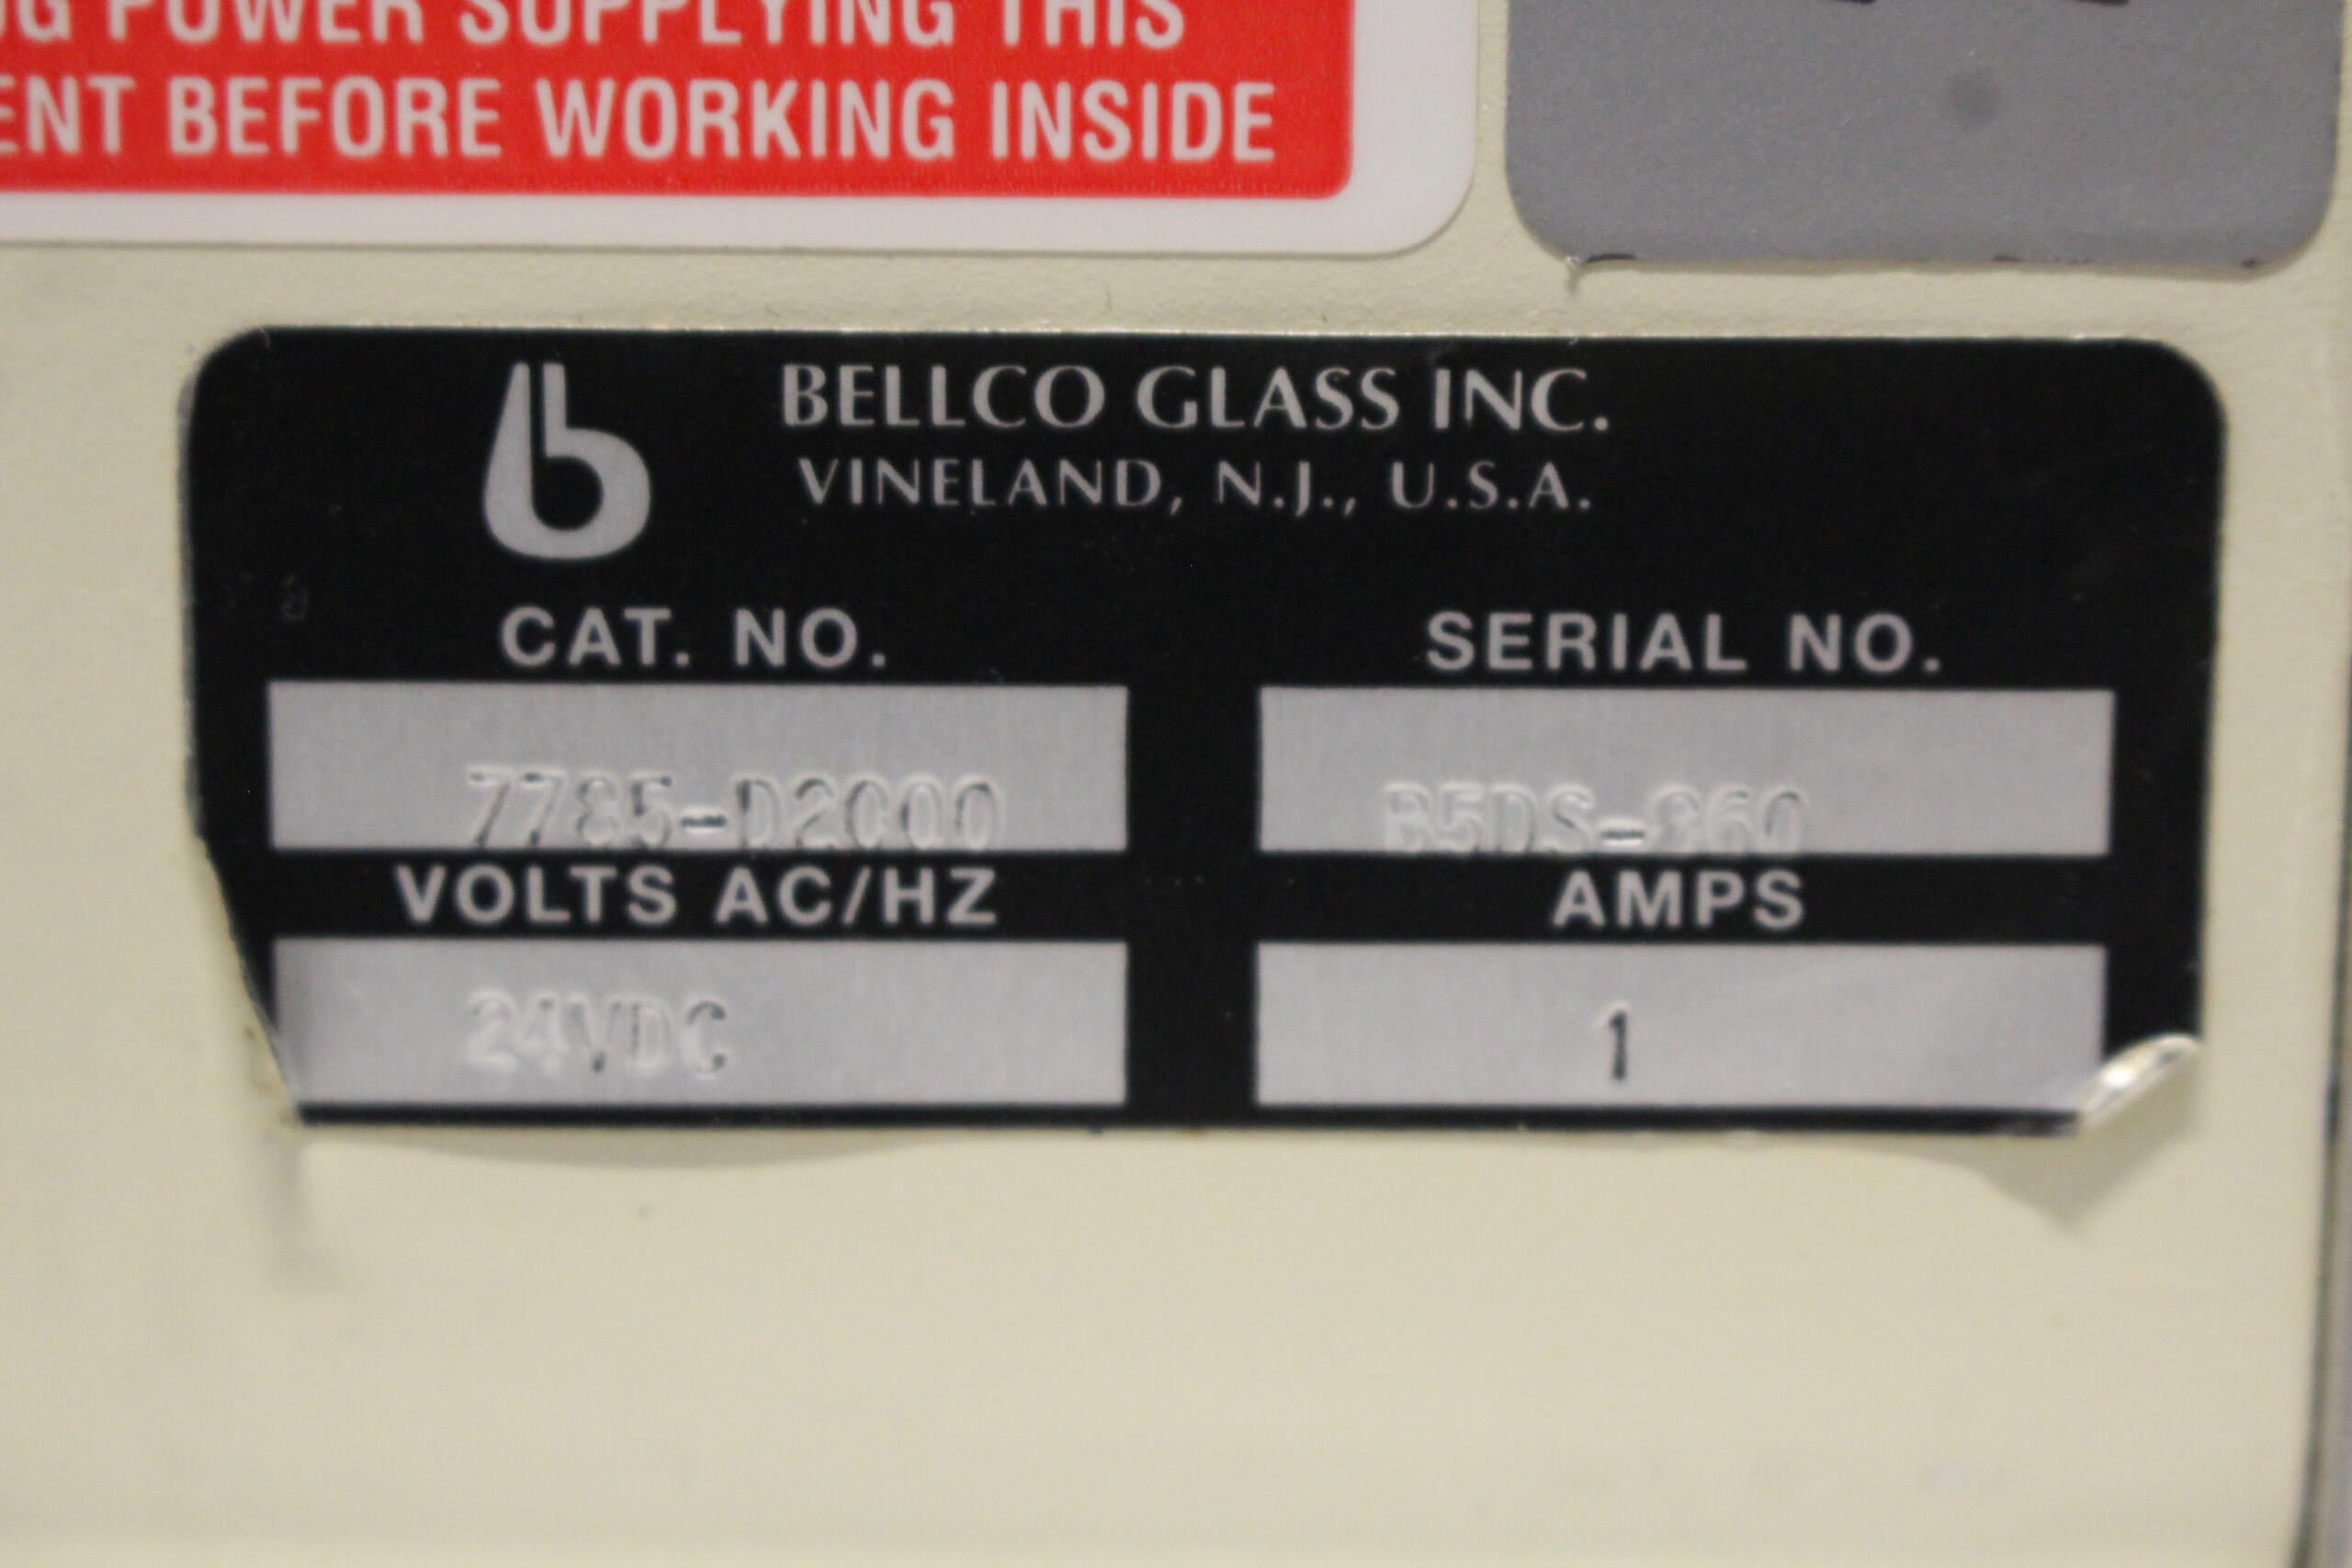 G POWER SUPPLYING THIS
ENT BEFORE WORKING INSIDE
BELLCO GLASS INC.
VINELAND, N.J., U.S.A.
CAT. NO.
SERIAL NO.
7785-D2000
VOLTS AC/HZ
AMPS
24VDC
1